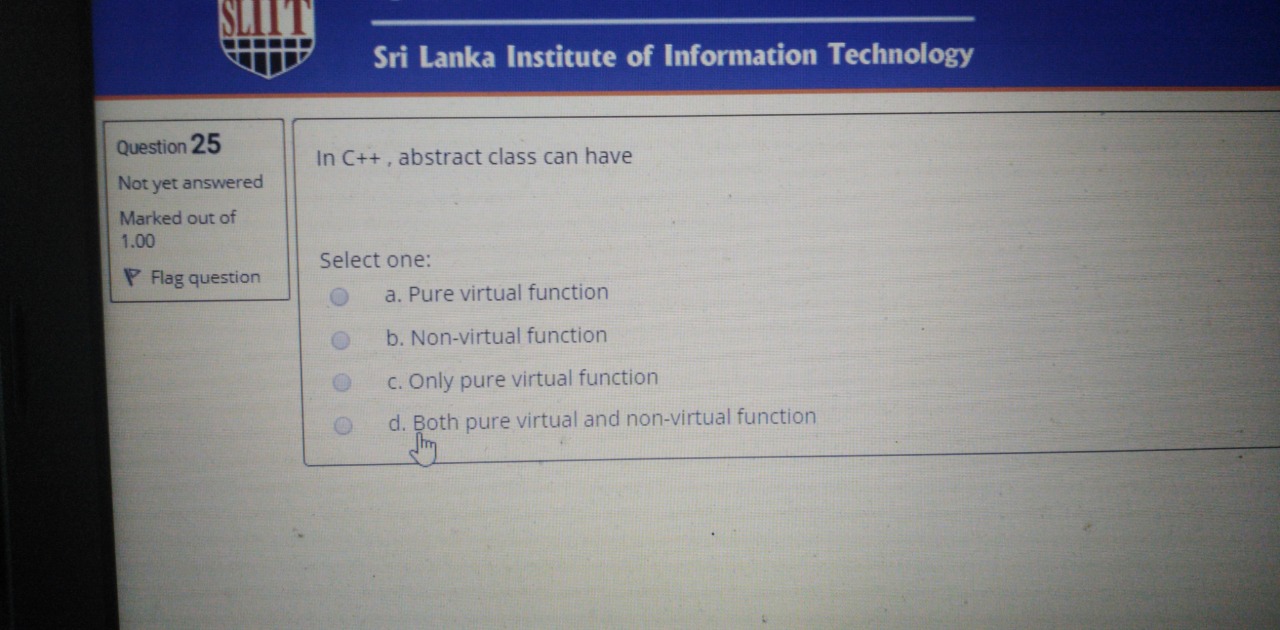 SLIIT
Sri Lanka Institute of Information Technology
Question 25
Not yet answered
Marked out of
1.00
Flag question
In C++ , abstract class can have
Select one:
a. Pure virtual function
b. Non-virtual function
c. Only pure virtual function
d. Both pure virtual and non-virtual function